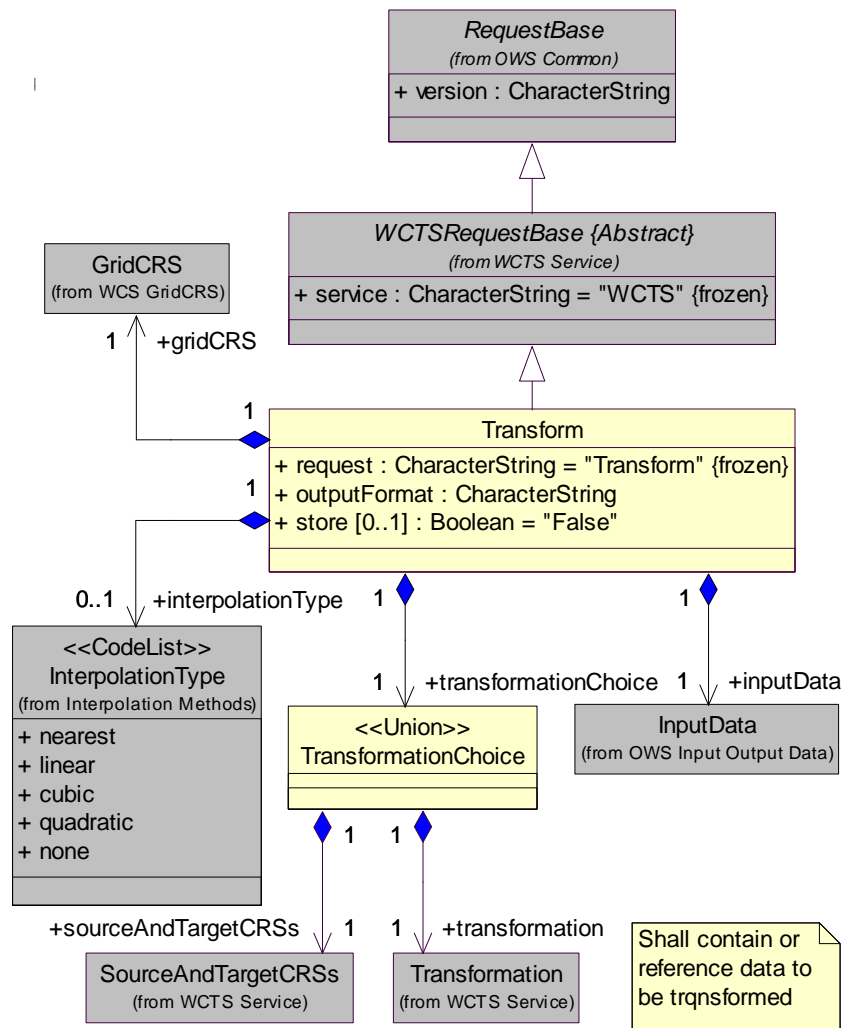 RequestBase
(from OWS Common)
+ version : CharacterString
WCTSRequestBase {Abstract}
(from WCTS Service)
+ service : CharacterString = "WCTS" {frozen}
GridCRS
(from WCS GridCRS)
1 +gridCRS
1
Transform
+ request : CharacterString = "Transform" {frozen}
+ outputFormat : CharacterString
+ store [0..1] : Boolean = "False"
1
0..1 +interpolationType
1
1
<<CodeList>>
InterpolationType
(from Interpolation Methods)
+ nearest
+ linear
+ cubic
+ quadratic
+ none
1 +transformationChoice
1 +inputData
<<Union>>
TransformationChoice
InputData
(from OWS Input Output Data)
1
1
+sourceAndTargetCRSs 1
1 +transformation
SourceAndTargetCRSs
(from WCTS Service)
Transformation
(from WCTS Service)
Shall contain or
reference data to
be trqnsformed